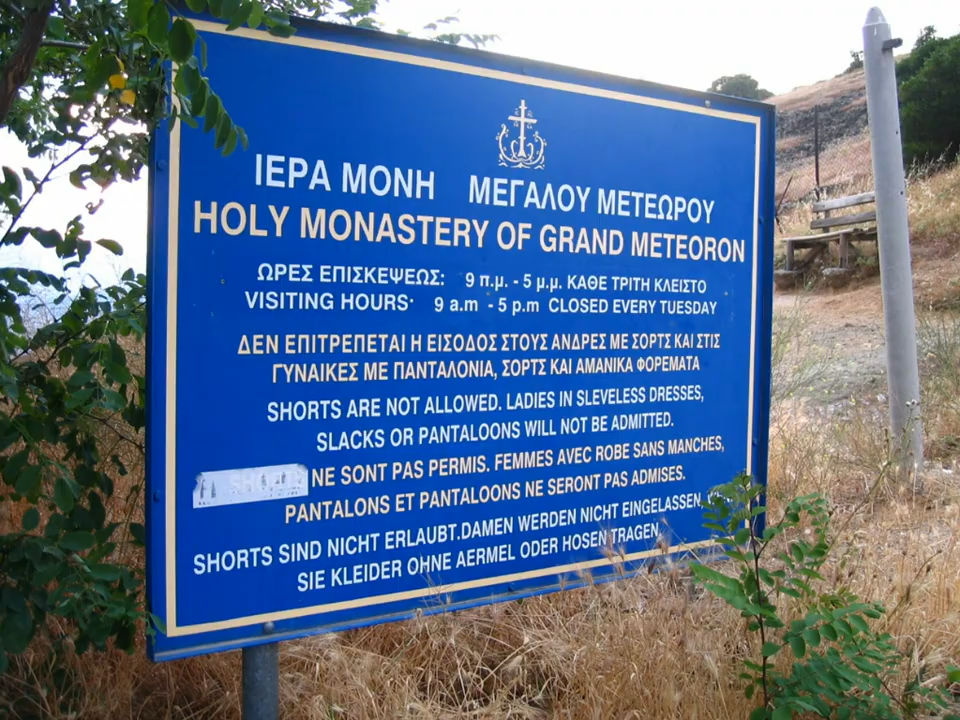 ΙΕΡΑ ΜΟΝΗ ΜΕΓΑΛΟΥ ΜΕΤΕΩΡΟΥ
HOLY MONASTERY OF GRAND METEORON
ΩΡΕΣ ΕΠΙΣΚΕΨΕΩΣ: 9 π.μ. - 5 μ.μ. ΚΑΘΕ ΤΡΙΤΗ ΚΛΕΙΣΤΟ
VISITING HOURS: 9 a.m - 5 p.m CLOSED EVERY TUESDAY
ΔΕΝ ΕΠΙΤΡΕΠΕΤΑΙ Η ΕΙΣΟΔΟΣ ΣΤΟΥΣ ΑΝΔΡΕΣ ΜΕ ΣΟΡΤΣ ΚΑΙ ΣΤΙΣ
ΓΥΝΑΙΚΕΣ ΜΕ ΠΑΝΤΑΛΟΝΙΑ, ΣΟΡΤΣ ΚΑΙ ΑΜΑΝΙΚΑ ΦΟΡΕΜΑΤΑ
SHORTS ARE NOT ALLOWED. LADIES IN SLEVELESS DRESSES,
SLACKS OR PANTALOONS WILL NOT BE ADMITTED.
NE SONT PAS PERMIS. FEMMES AVEC ROBE SANS MANCHES,
PANTALONS ET PANTALOONS NE SERONT PAS ADMISES.
SHORTS SIND NICHT ERLAUBT.DAMEN WERDEN NICHT EINGELASSEN,
SIE KLEIDER OHNE AERMEL ODER HOSEN TRAGEN